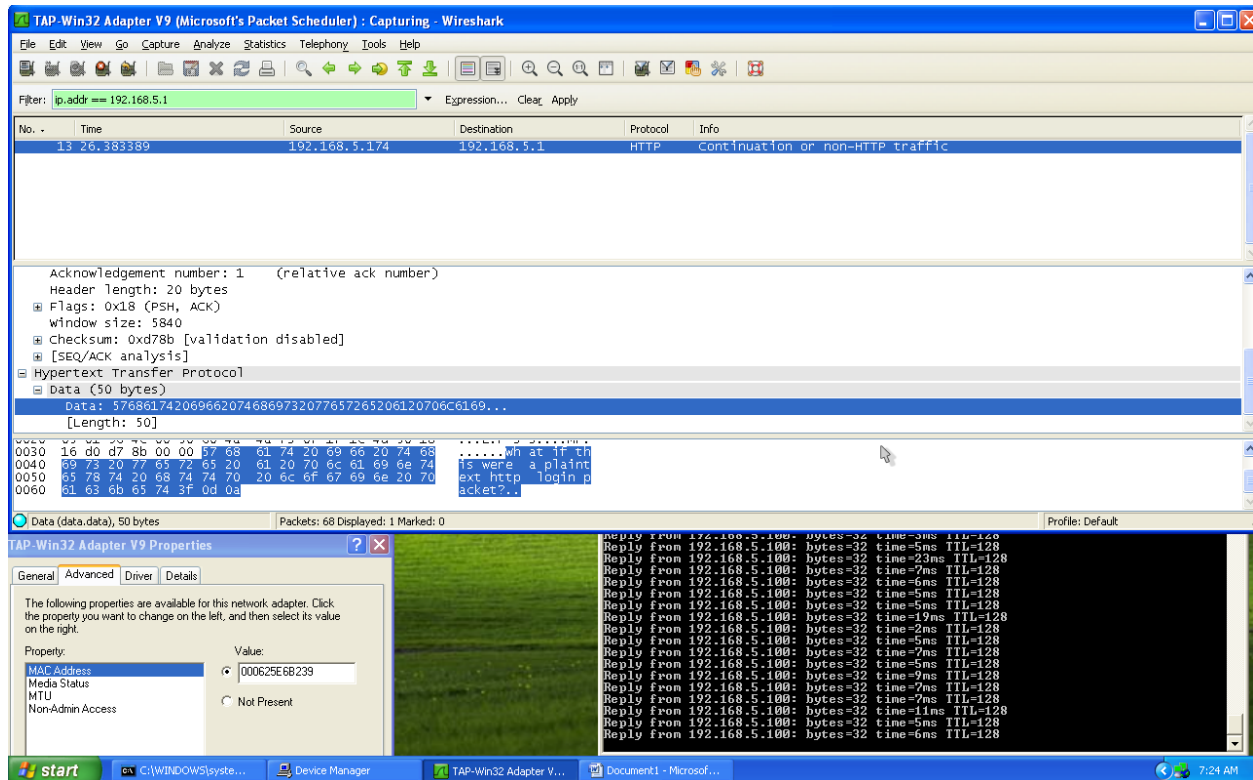 TAP-Win32 Adapter V9 (Microsoft's Packet Scheduler) : Capturing - Wireshark
File Edit View Go Capture Analyze Statistics Telephony Tools Help
Filter: ip.addr == 192.168.5.1 Expression... Clear Apply
No. - Time Source Destination Protocol Info
13 26.383389 192.168.5.174 192.168.5.1 HTTP Continuation or non-HTTP traffic
Acknowledgement number: 1 (relative ack number)
Header length: 20 bytes
Flags: 0x18 (PSH, ACK)
Window size: 5840
Checksum: 0xd78b [validation disabled]
[SEQ/ACK analysis]
Hypertext Transfer Protocol
Data (50 bytes)
Data: 5768617420696620746869732077657265206120706C6169...
[Length: 50]
0030 16 d0 d7 8b 00 00 57 68 61 74 20 69 66 20 74 68 ......Wh at if th
0040 69 73 20 77 65 72 65 20 61 20 70 6c 61 69 6e 74 is were a plaint
0050 65 78 74 20 68 74 74 70 20 6c 6f 67 69 6e 20 70 ext http login p
0060 61 63 6b 65 74 3f 0d 0a acket?..
Data (data.data), 50 bytes Packets: 68 Displayed: 1 Marked: 0 Profile: Default
TAP-Win32 Adapter V9 Properties
General Advanced Driver Details
The following properties are available for this network adapter. Click
the property you want to change on the left, and then select its value
on the right.
Property: Value:
MAC Address 000625E6B239
Media Status
MTU Not Present
Non-Admin Access
Reply from 192.168.5.100: bytes=32 time=3ms TTL=128
Reply from 192.168.5.100: bytes=32 time=5ms TTL=128
Reply from 192.168.5.100: bytes=32 time=23ms TTL=128
Reply from 192.168.5.100: bytes=32 time=7ms TTL=128
Reply from 192.168.5.100: bytes=32 time=6ms TTL=128
Reply from 192.168.5.100: bytes=32 time=5ms TTL=128
Reply from 192.168.5.100: bytes=32 time=5ms TTL=128
Reply from 192.168.5.100: bytes=32 time=19ms TTL=128
Reply from 192.168.5.100: bytes=32 time=2ms TTL=128
Reply from 192.168.5.100: bytes=32 time=5ms TTL=128
Reply from 192.168.5.100: bytes=32 time=7ms TTL=128
Reply from 192.168.5.100: bytes=32 time=5ms TTL=128
Reply from 192.168.5.100: bytes=32 time=9ms TTL=128
Reply from 192.168.5.100: bytes=32 time=7ms TTL=128
Reply from 192.168.5.100: bytes=32 time=7ms TTL=128
Reply from 192.168.5.100: bytes=32 time=11ms TTL=128
Reply from 192.168.5.100: bytes=32 time=5ms TTL=128
Reply from 192.168.5.100: bytes=32 time=6ms TTL=128
start C:\WINDOWS\syste... Device Manager TAP-Win32 Adapter V... Document1 - Microsof... 7:24 AM